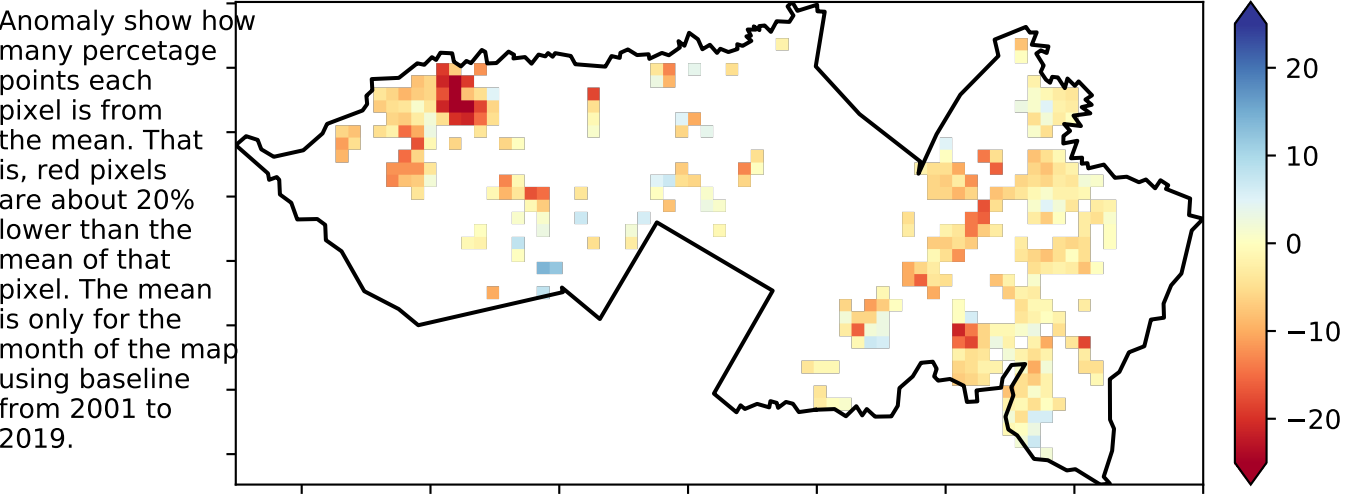 Anomaly show how
many percetage
points each
pixel is from
the mean. That
is, red pixels
are about 20%
lower than the
mean of that
pixel. The mean
is only for the
month of the map
using baseline
from 2001 to
2019.
20
10
0
−10
−20